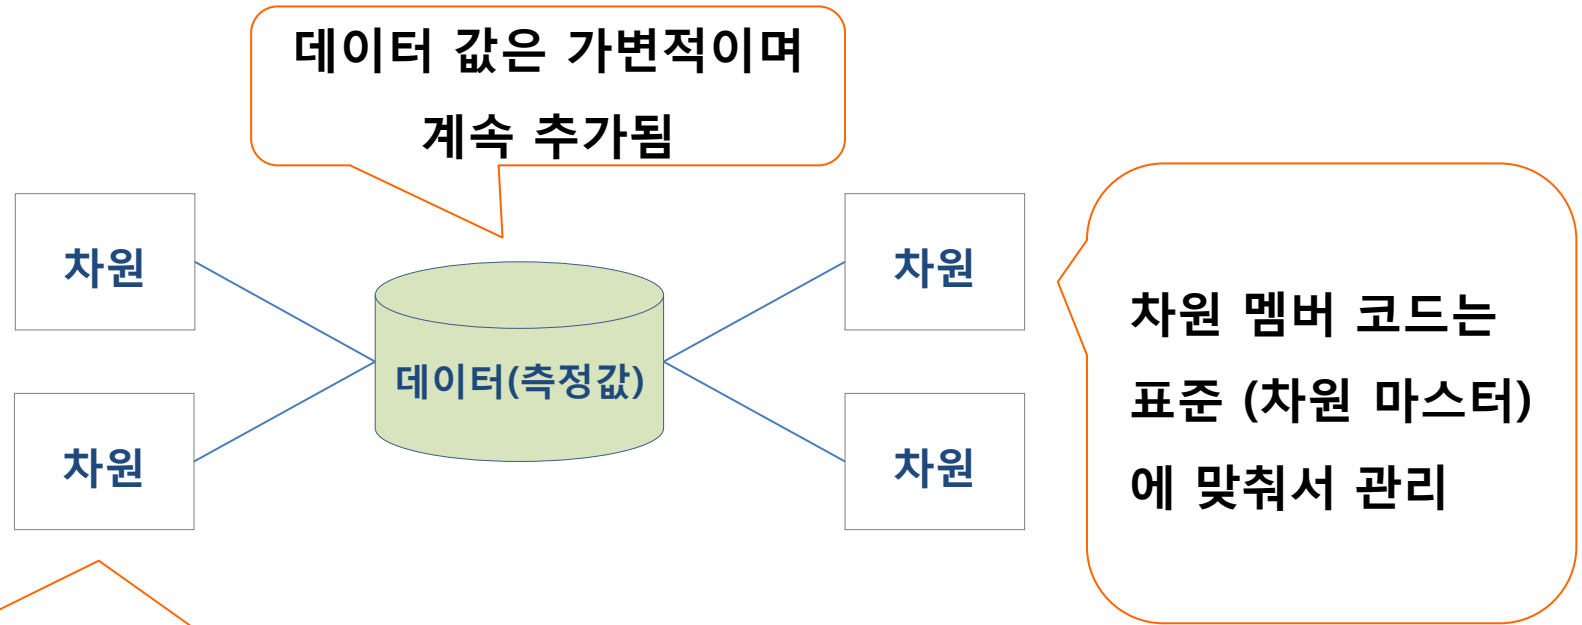 데이터 값은 가변적이며
계속 추가됨
차원
차원
데이터(측정값)
차원
차원
차원 멤버 코드는
표준 (차원 마스터)
에 맞춰서 관리